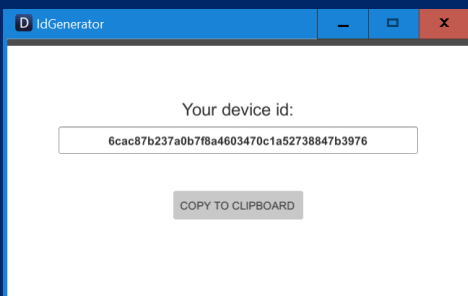 D IdGenerator
Your device id:
6cac87b237a0b7f8a4603470c1a52738847b3976
COPY TO CLIPBOARD